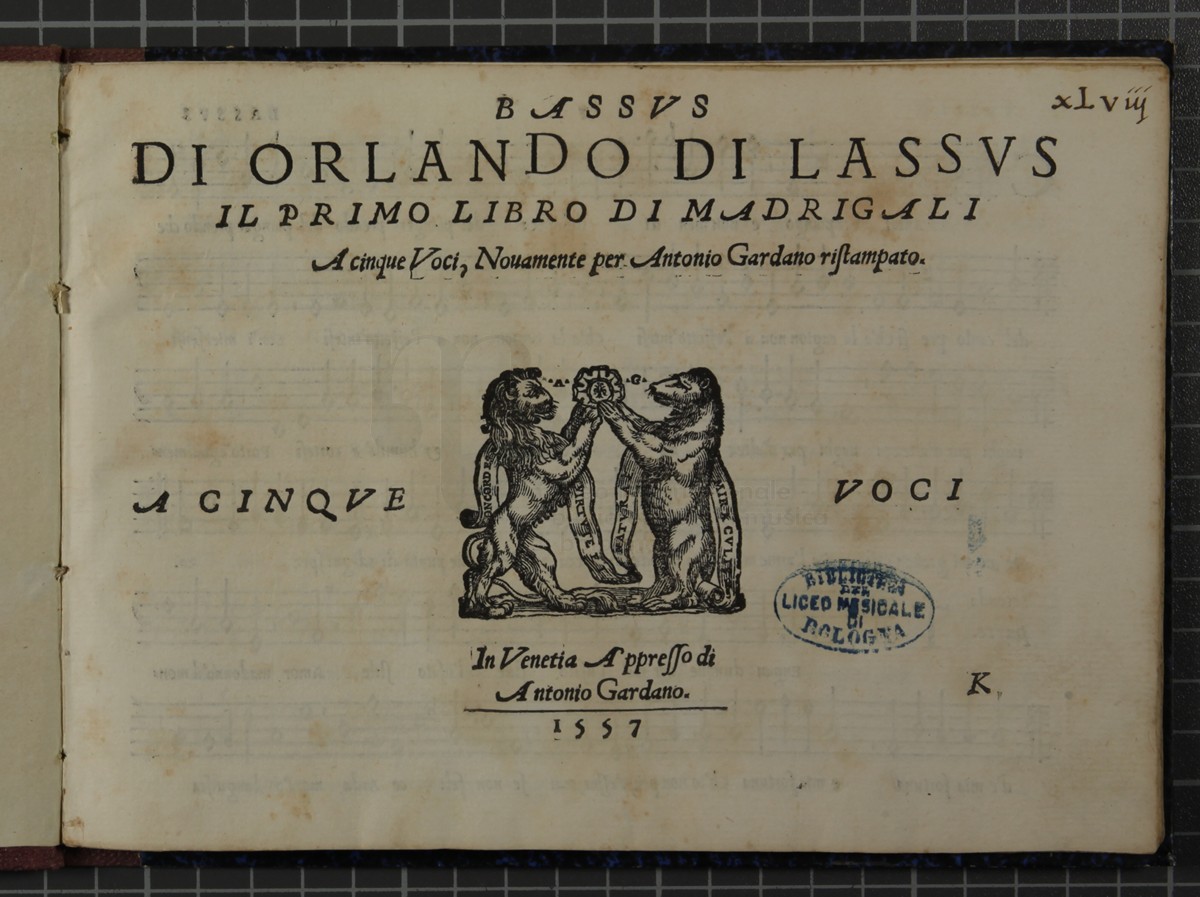 BASSVS
xLviij
DI ORLANDO DI LASSVS
IL PRIMO LIBRO DI MADRIGALI
A cinque Voci, Nouamente per Antonio Gardano riſtampato.
·A· ·G·
A CINQVE VOCI
BIBLIOTECA
DEL
LICEO MUSICALE
DI
BOLOGNA
In Venetia Appreſſo di
Antonio Gardano.
K
1557